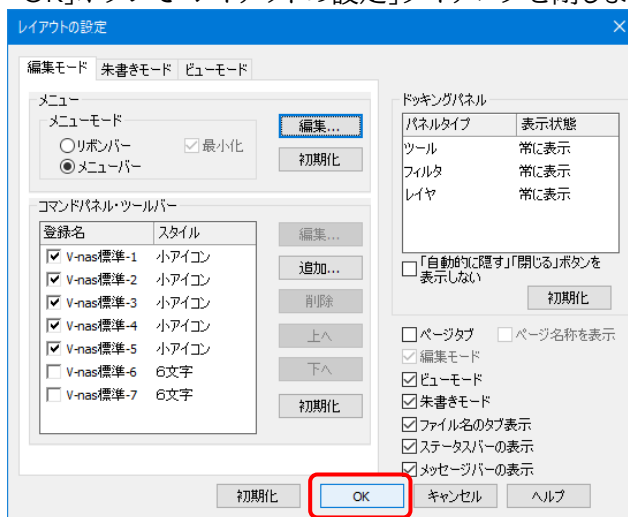 レイアウトの設定
編集モード 朱書きモード ビューモード
メニュー
メニューモード
リボンバー 最小化
メニューバー
編集...
初期化
コマンドパネル・ツールバー
登録名 スタイル
V-nas標準-1 小アイコン
V-nas標準-2 小アイコン
V-nas標準-3 小アイコン
V-nas標準-4 小アイコン
V-nas標準-5 小アイコン
V-nas標準-6 6文字
V-nas標準-7 6文字
編集...
追加...
削除
上へ
下へ
初期化
ドッキングパネル
パネルタイプ 表示状態
ツール 常に表示
フィルタ 常に表示
レイヤ 常に表示
「自動的に隠す」「閉じる」ボタンを
表示しない
初期化
ページタブ ページ名称を表示
編集モード
ビューモード
朱書きモード
ファイル名のタブ表示
ステータスバーの表示
メッセージバーの表示
初期化 OK キャンセル ヘルプ